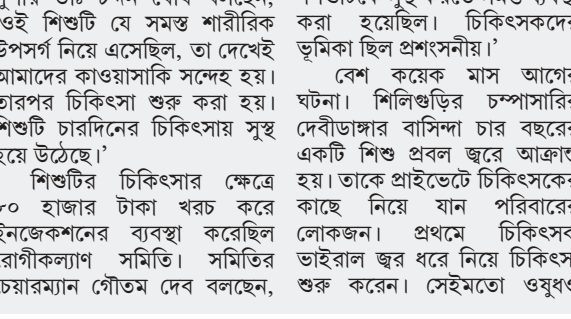 ওই শিশুটি যে সমস্ত শারীরিক
উপসর্গ নিয়ে এসেছিল, তা দেখেই
আমাদের কাওয়াসাকি সন্দেহ হয়।
তারপর চিকিৎসা শুরু করা হয়।
শিশুটি চারদিনের চিকিৎসায় সুস্থ
হয়ে উঠেছে।’
শিশুটির চিকিৎসার ক্ষেত্রে
হাজার টাকা খরচ করে
ইনজেকশনের ব্যবস্থা করেছিল
রোগীকল্যাণ সমিতি। সমিতির
চেয়ারম্যান গৌতম দেব বলছেন,
করা হয়েছিল। চিকিৎসকদের
ভূমিকা ছিল প্রশংসনীয়।’
বেশ কয়েক মাস আগের
ঘটনা। শিলিগুড়ির চম্পাসারির
দেবীডাঙ্গার বাসিন্দা চার বছরের
একটি শিশু প্রবল জ্বরে আক্রান্ত
হয়। তাকে প্রাইভেটে চিকিৎসকের
কাছে নিয়ে যান পরিবারের
লোকজন। প্রথমে চিকিৎসক
ভাইরাল জ্বর ধরে নিয়ে চিকিৎসা
শুরু করেন। সেইমতো ওষুধও